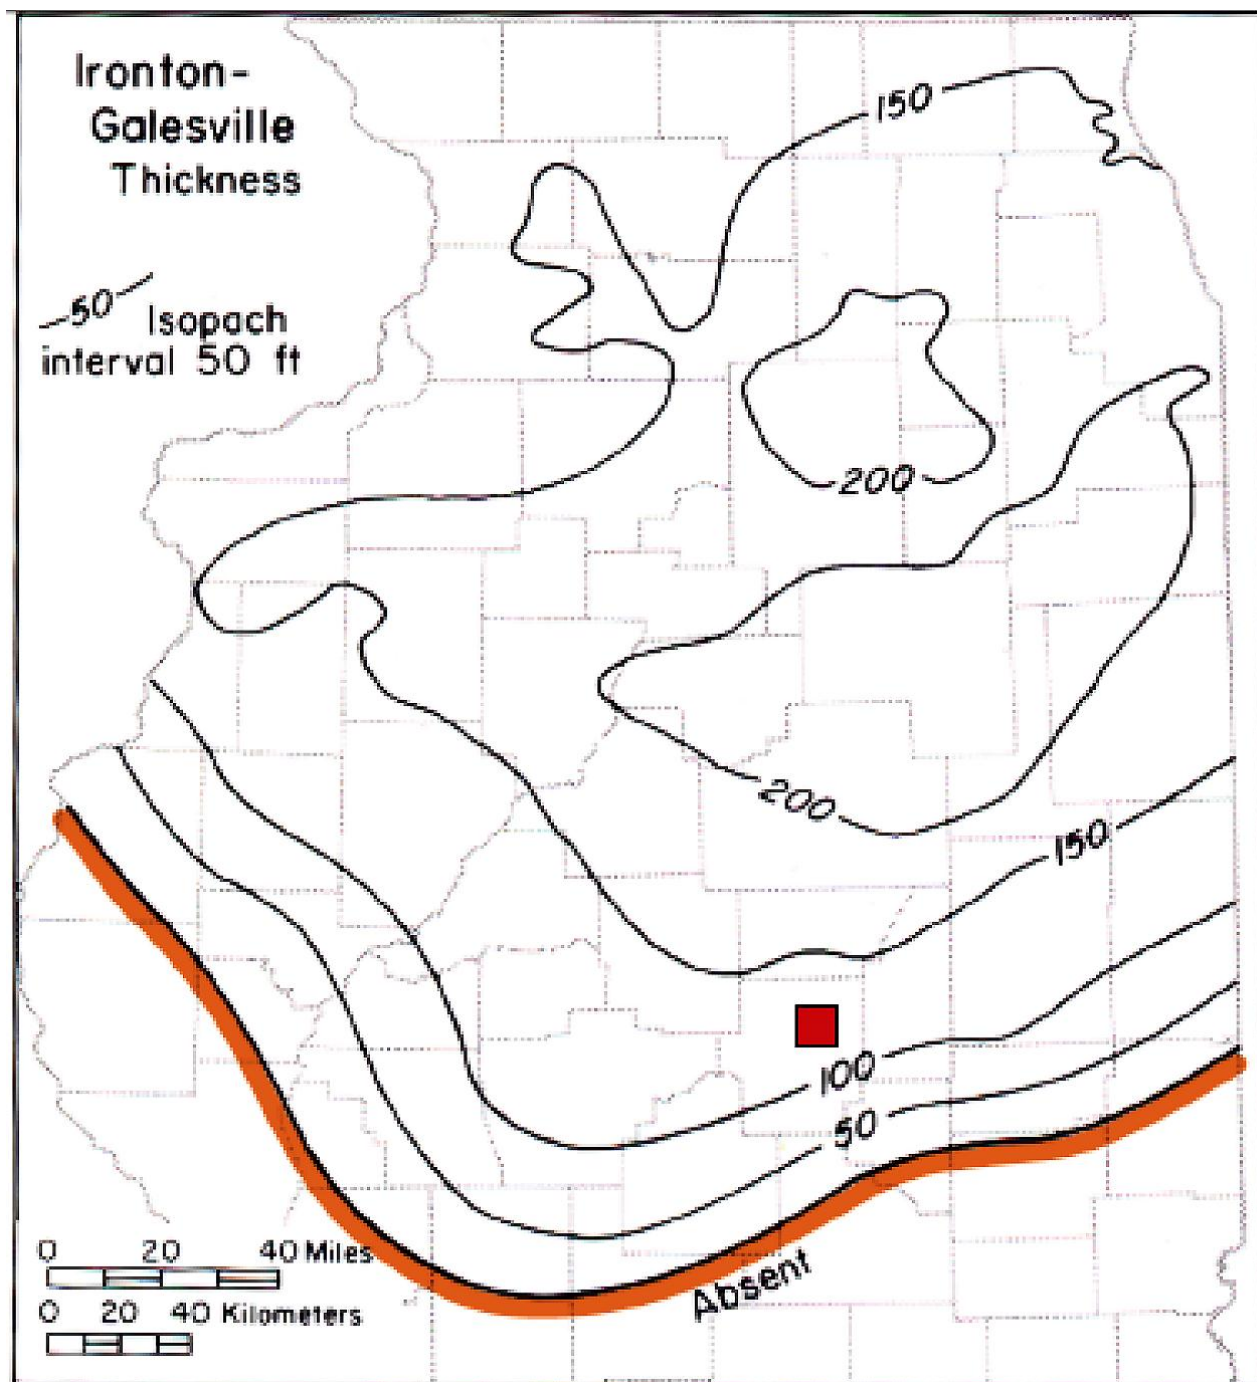 Ironton-
Galesville
Thickness
50 Isopach
interval 50 ft
150
200
200
150
100
50
Absent
0 20 40 Miles
0 20 40 Kilometers